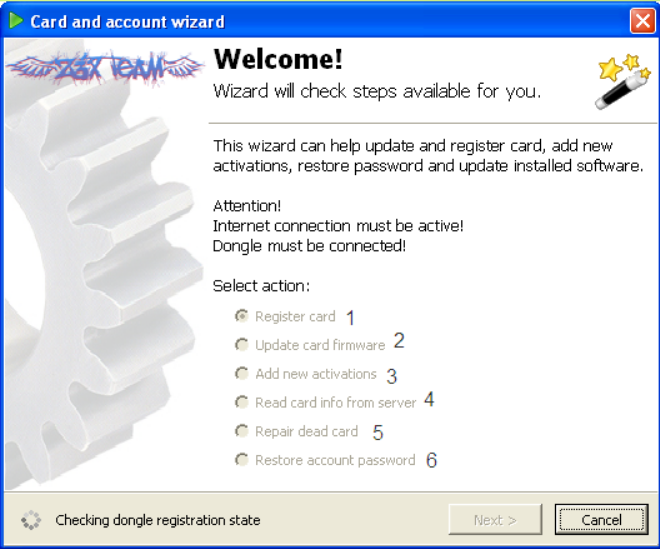 Card and account wizard
Z3X TEAM
Welcome!
Wizard will check steps available for you.
This wizard can help update and register card, add new
activations, restore password and update installed software.
Attention!
Internet connection must be active!
Dongle must be connected!
Select action:
Register card 1
Update card firmware 2
Add new activations 3
Read card info from server 4
Repair dead card 5
Restore account password 6
Checking dongle registration state
Next >
Cancel